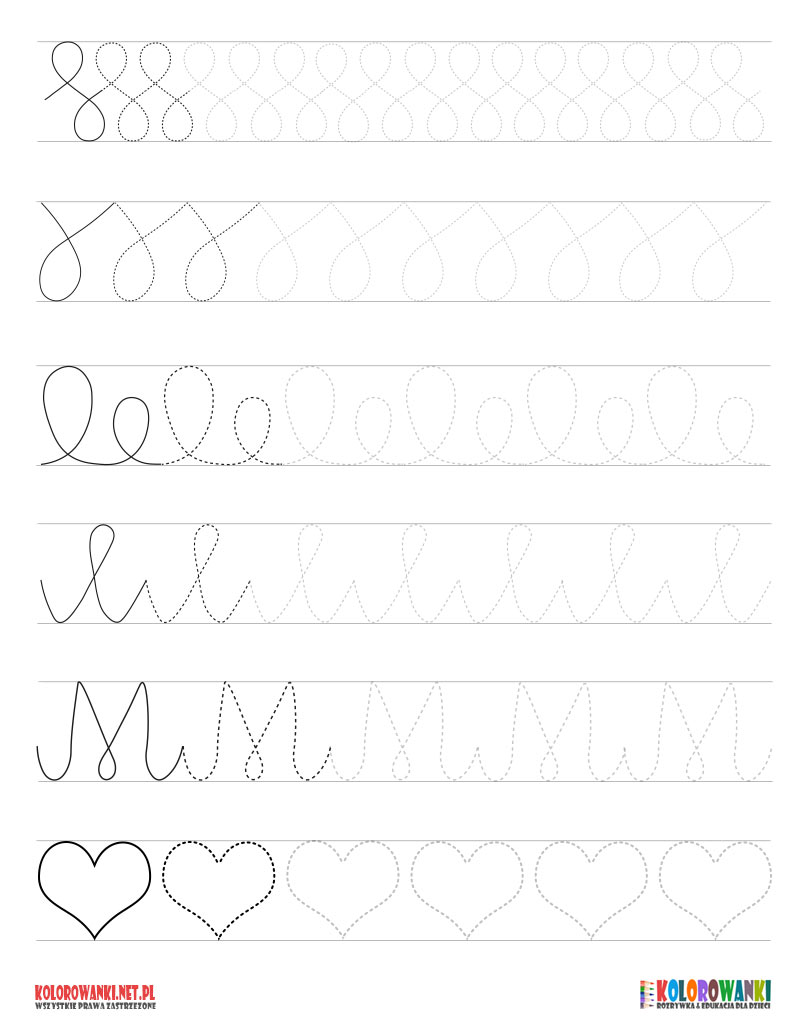 KOLOROWANKI.NET.PL
WSZYSTKIE PRAWA ZASTRZEŻONE
KOLOROWANKI
ROZRYWKA & EDUKACJA DLA DZIECI